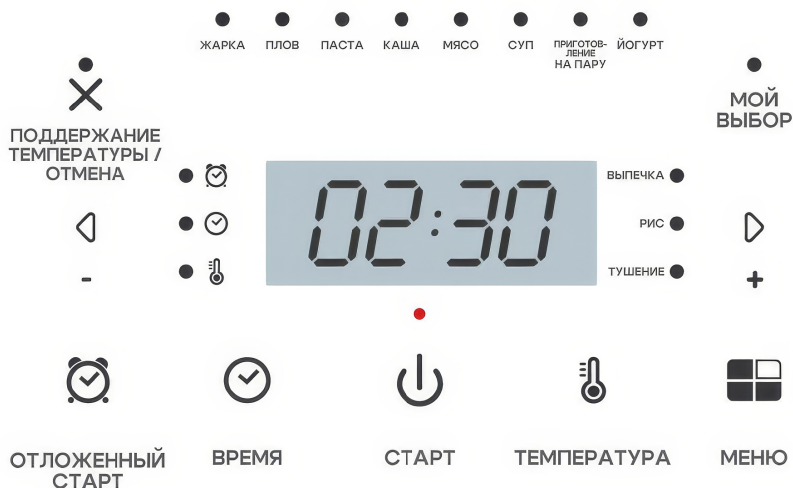 ЖАРКА ПЛОВ ПАСТА КАША МЯСО СУП ПРИГОТОВ-
ЛЕНИЕ
НА ПАРУ ЙОГУРТ
МОЙ
ВЫБОР
ПОДДЕРЖАНИЕ
ТЕМПЕРАТУРЫ /
ОТМЕНА
02:30
ВЫПЕЧКА
РИС
ТУШЕНИЕ
-
+
ОТЛОЖЕННЫЙ
СТАРТ
ВРЕМЯ
СТАРТ
ТЕМПЕРАТУРА
МЕНЮ